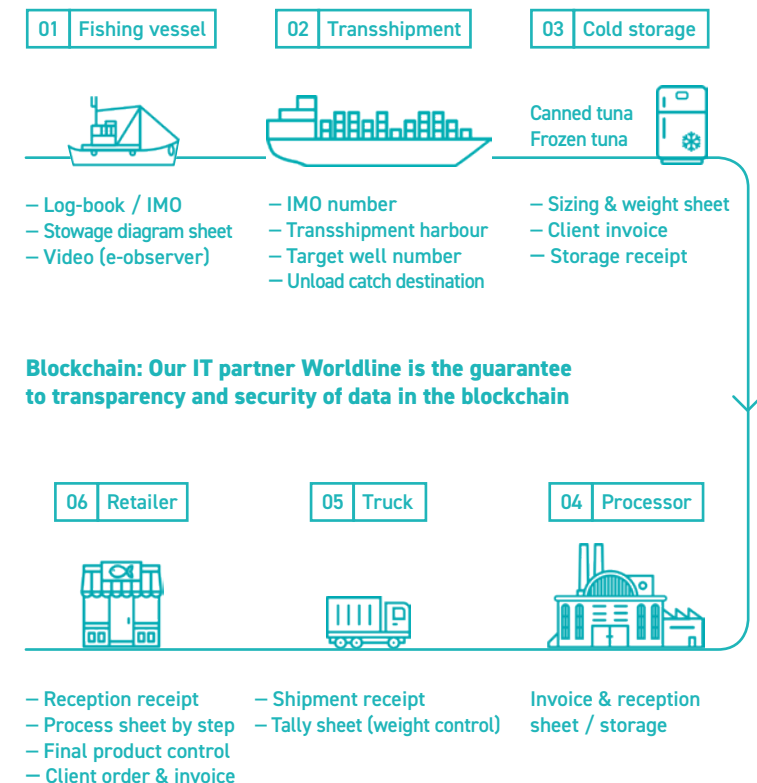 01 Fishing vessel
02 Transshipment
03 Cold storage
Canned tuna
Frozen tuna
– Log-book / IMO
– Stowage diagram sheet
– Video (e-observer)
– IMO number
– Transshipment harbour
– Target well number
– Unload catch destination
– Sizing & weight sheet
– Client invoice
– Storage receipt
Blockchain: Our IT partner Worldline is the guarantee
to transparency and security of data in the blockchain
06 Retailer
05 Truck
04 Processor
– Reception receipt
– Process sheet by step
– Final product control
– Client order & invoice
– Shipment receipt
– Tally sheet (weight control)
Invoice & reception
sheet / storage